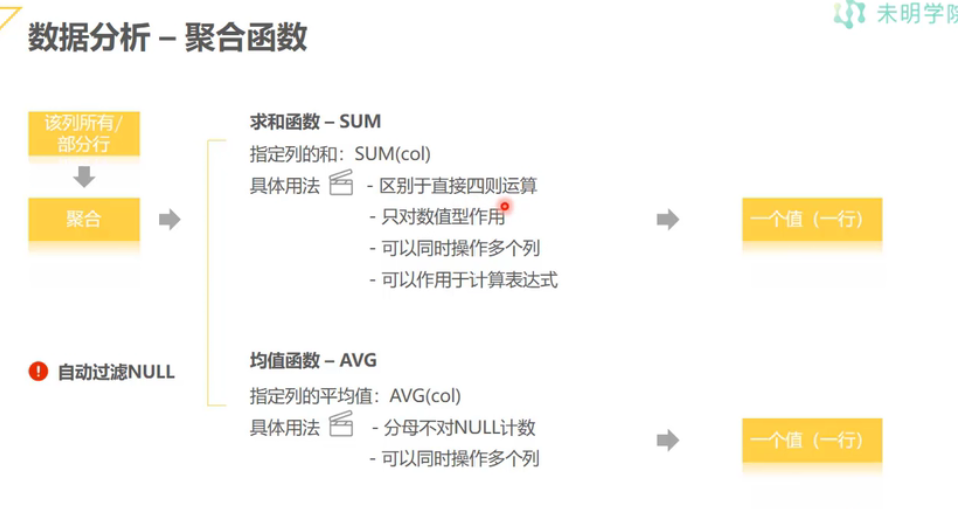 未明学院
数据分析 – 聚合函数
该列所有/
部分行
聚合
自动过滤NULL
求和函数 – SUM
指定列的和：SUM(col)
具体用法 - 区别于直接四则运算
- 只对数值型作用
- 可以同时操作多个列
- 可以作用于计算表达式
一个值（一行）
均值函数 – AVG
指定列的平均值：AVG(col)
具体用法 - 分母不对NULL计数
- 可以同时操作多个列
一个值（一行）